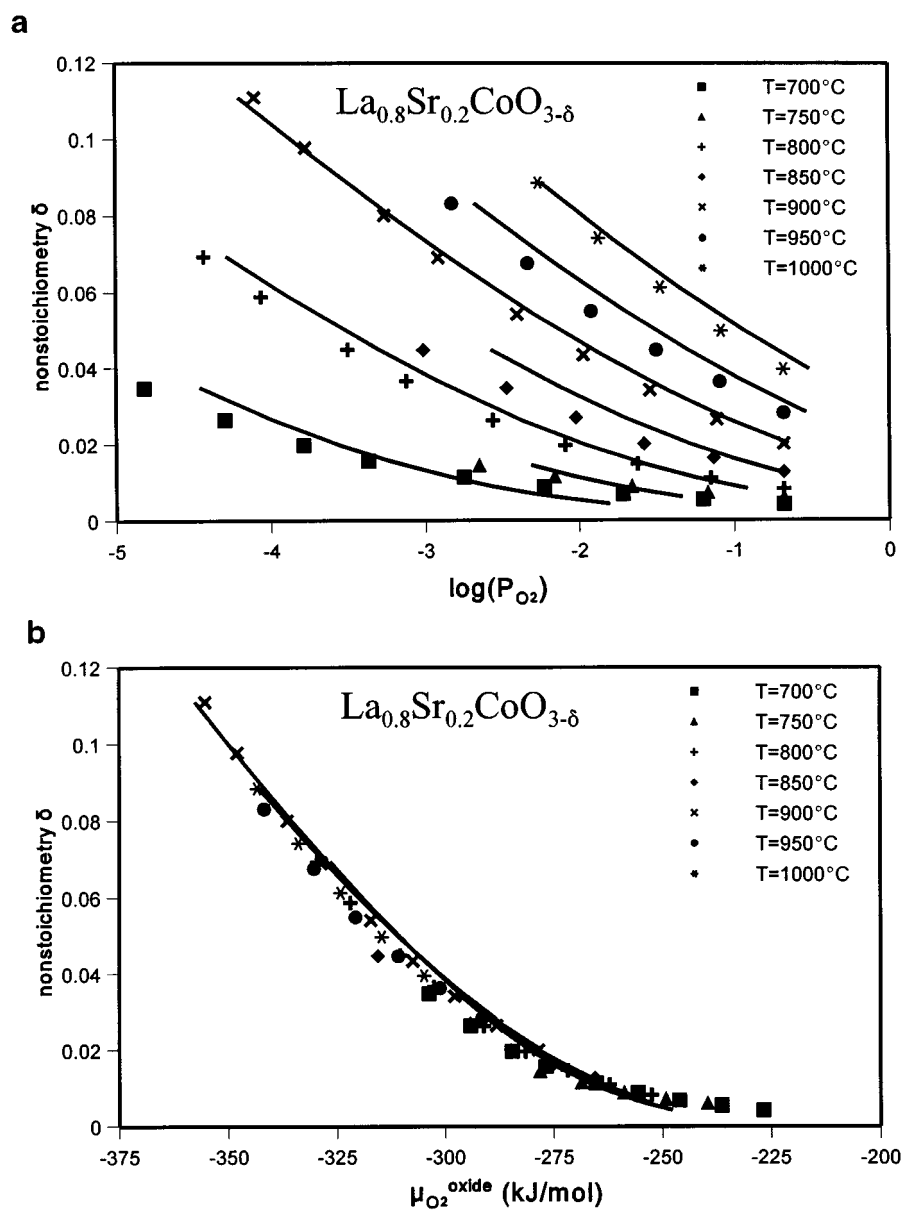 a
La0.8Sr0.2CoO3-δ
T=700°C
T=750°C
T=800°C
T=850°C
T=900°C
T=950°C
T=1000°C
0.12
0.1
0.08
0.06
0.04
0.02
0
nonstoichiometry δ
-5 -4 -3 -2 -1 0
log(PO2)
b
La0.8Sr0.2CoO3-δ
T=700°C
T=750°C
T=800°C
T=850°C
T=900°C
T=950°C
T=1000°C
0.12
0.1
0.08
0.06
0.04
0.02
0
nonstoichiometry δ
-375 -350 -325 -300 -275 -250 -225 -200
μO2oxide (kJ/mol)